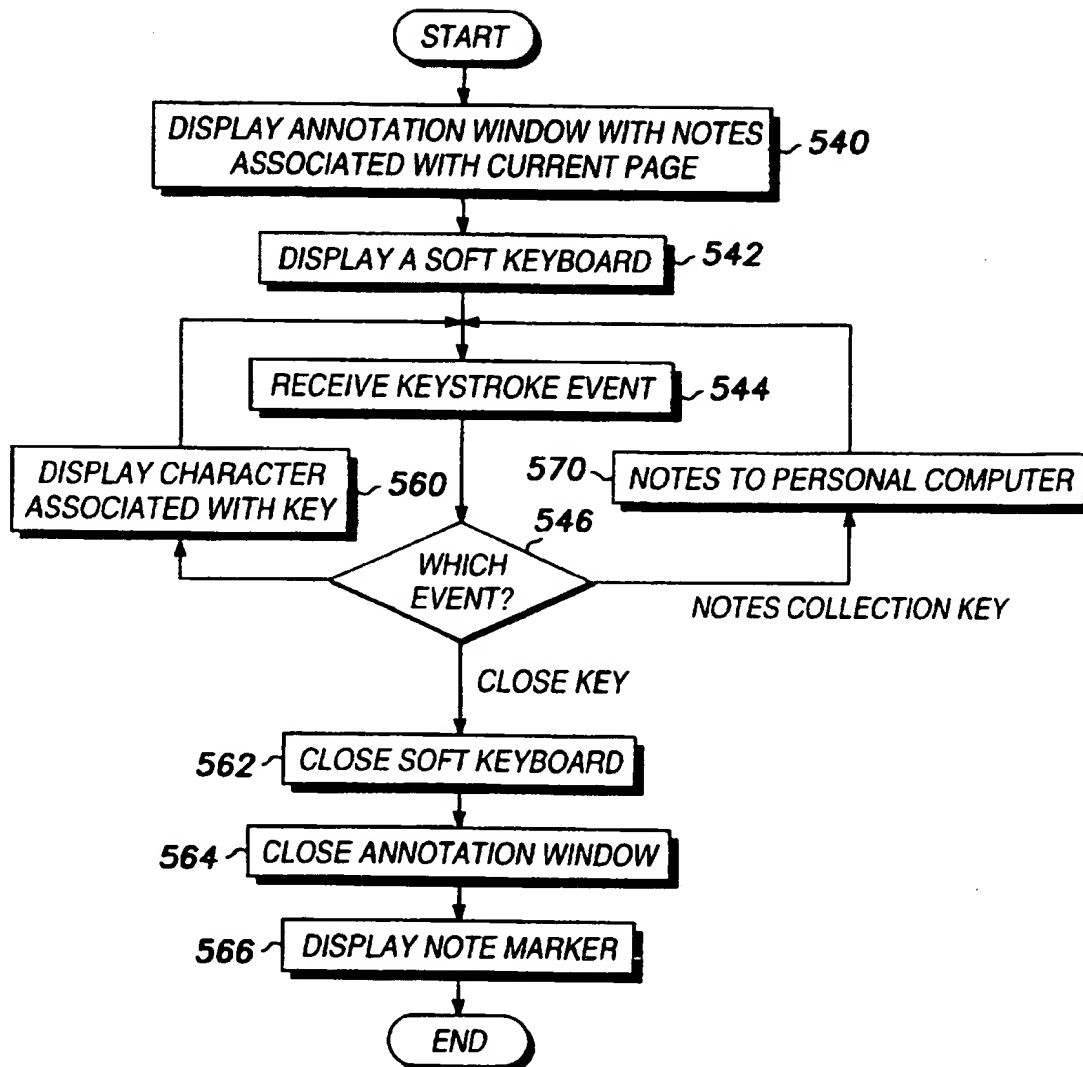 START
DISPLAY ANNOTATION WINDOW WITH NOTES
ASSOCIATED WITH CURRENT PAGE
540
DISPLAY A SOFT KEYBOARD
542
RECEIVE KEYSTROKE EVENT
544
DISPLAY CHARACTER
ASSOCIATED WITH KEY
560
570
NOTES TO PERSONAL COMPUTER
546
WHICH
EVENT?
NOTES COLLECTION KEY
CLOSE KEY
562
CLOSE SOFT KEYBOARD
564
CLOSE ANNOTATION WINDOW
566
DISPLAY NOTE MARKER
END